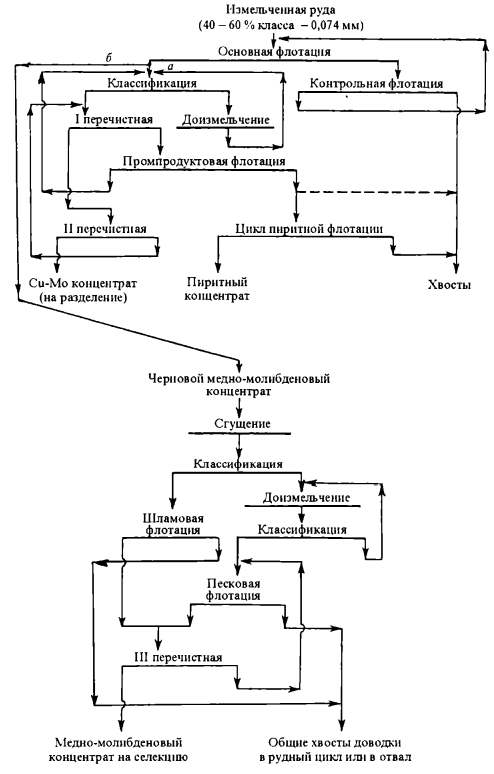 Измельченная руда
(40 – 60 % класса – 0,074 мм)
Основная флотация
б
а
Классификация
Контрольная флотация
I перечистная
Доизмельчение
Промпродуктовая флотация
II перечистная
Цикл пиритной флотации
Cu-Mo концентрат
(на разделение)
Пиритный
концентрат
Хвосты
Черновой медно-молибденовый
концентрат
Сгущение
Классификация
Доизмельчение
Шламовая
флотация
Классификация
Песковая
флотация
III перечистная
Медно-молибденовый
концентрат на селекцию
Общие хвосты доводки
в рудный цикл или в отвал